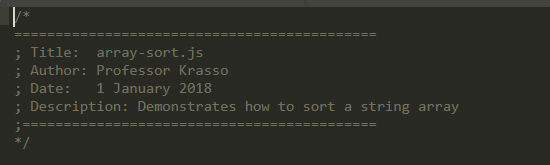 /*
============================================
; Title:  array-sort.js
; Author: Professor Krasso
; Date:   1 January 2018
; Description: Demonstrates how to sort a string array
;===========================================
*/